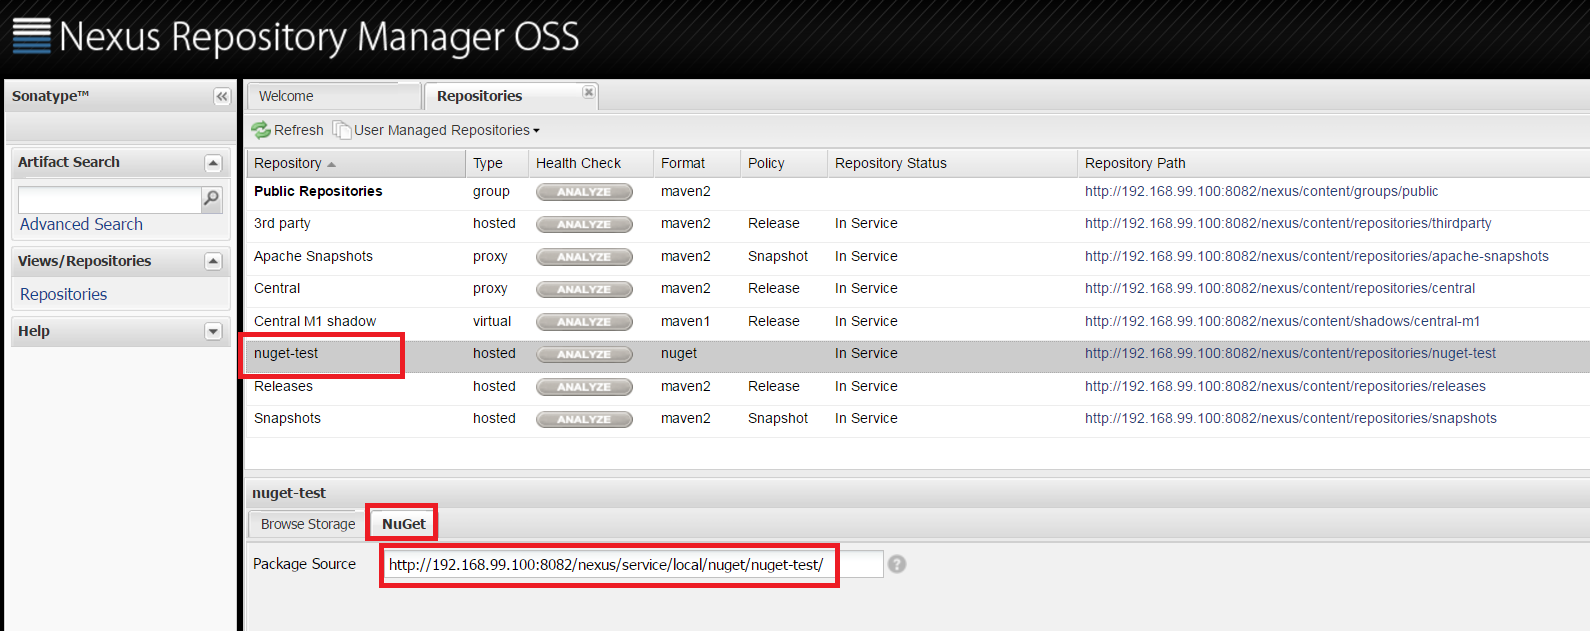 Nexus Repository Manager OSS
Sonatype™
Welcome
Repositories
Refresh
User Managed Repositories
Artifact Search
Advanced Search
Views/Repositories
Repositories
Help
Repository Type Health Check Format Policy Repository Status Repository Path
Public Repositories group ANALYZE maven2 http://192.168.99.100:8082/nexus/content/groups/public
3rd party hosted ANALYZE maven2 Release In Service http://192.168.99.100:8082/nexus/content/repositories/thirdparty
Apache Snapshots proxy ANALYZE maven2 Snapshot In Service http://192.168.99.100:8082/nexus/content/repositories/apache-snapshots
Central proxy ANALYZE maven2 Release In Service http://192.168.99.100:8082/nexus/content/repositories/central
Central M1 shadow virtual ANALYZE maven1 Release In Service http://192.168.99.100:8082/nexus/content/shadows/central-m1
nuget-test hosted ANALYZE nuget In Service http://192.168.99.100:8082/nexus/content/repositories/nuget-test
Releases hosted ANALYZE maven2 Release In Service http://192.168.99.100:8082/nexus/content/repositories/releases
Snapshots hosted ANALYZE maven2 Snapshot In Service http://192.168.99.100:8082/nexus/content/repositories/snapshots
nuget-test
Browse Storage NuGet
Package Source http://192.168.99.100:8082/nexus/service/local/nuget/nuget-test/ ?